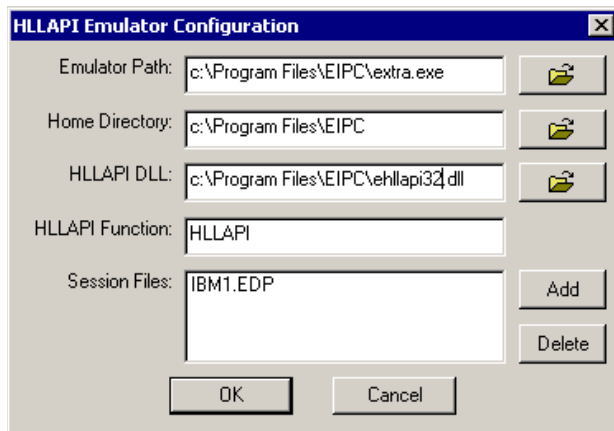 HLLAPI Emulator Configuration
Emulator Path: c:\Program Files\EIPC\extra.exe
Home Directory: c:\Program Files\EIPC
HLLAPI DLL: c:\Program Files\EIPC\ehllapi32.dll
HLLAPI Function: HLLAPI
Session Files: IBM1.EDP
Add
Delete
OK Cancel